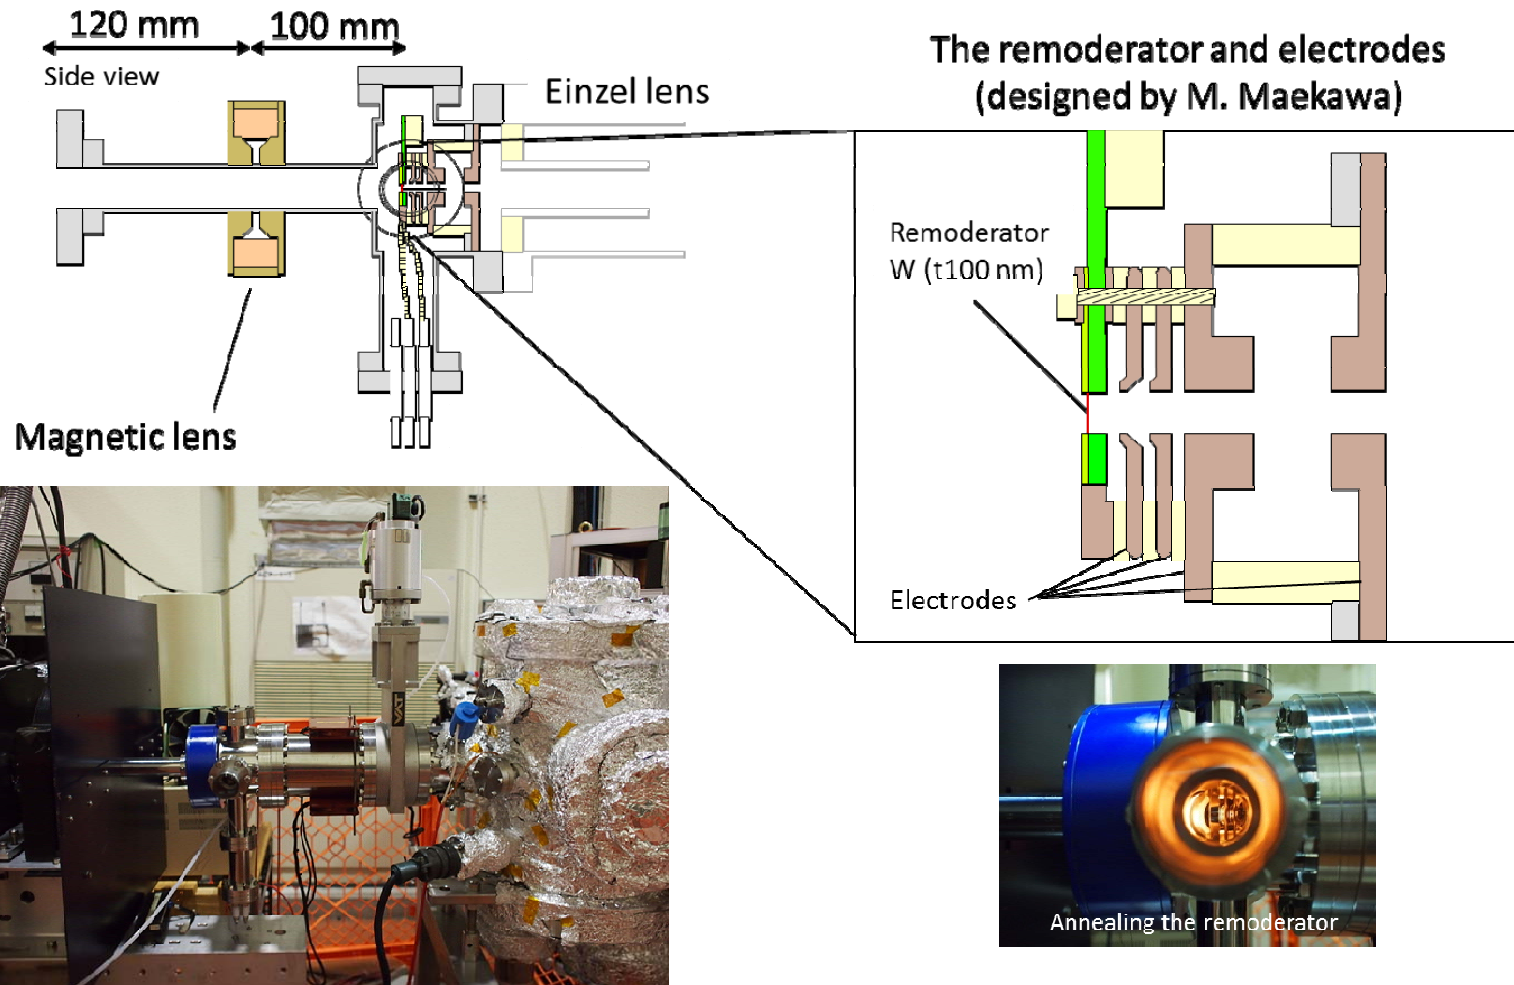 120 mm
100 mm
Side view
Einzel lens
Magnetic lens
The remoderator and electrodes
(designed by M. Maekawa)
Remoderator
W (t100 nm)
Electrodes
VAT
Annealing the remoderator